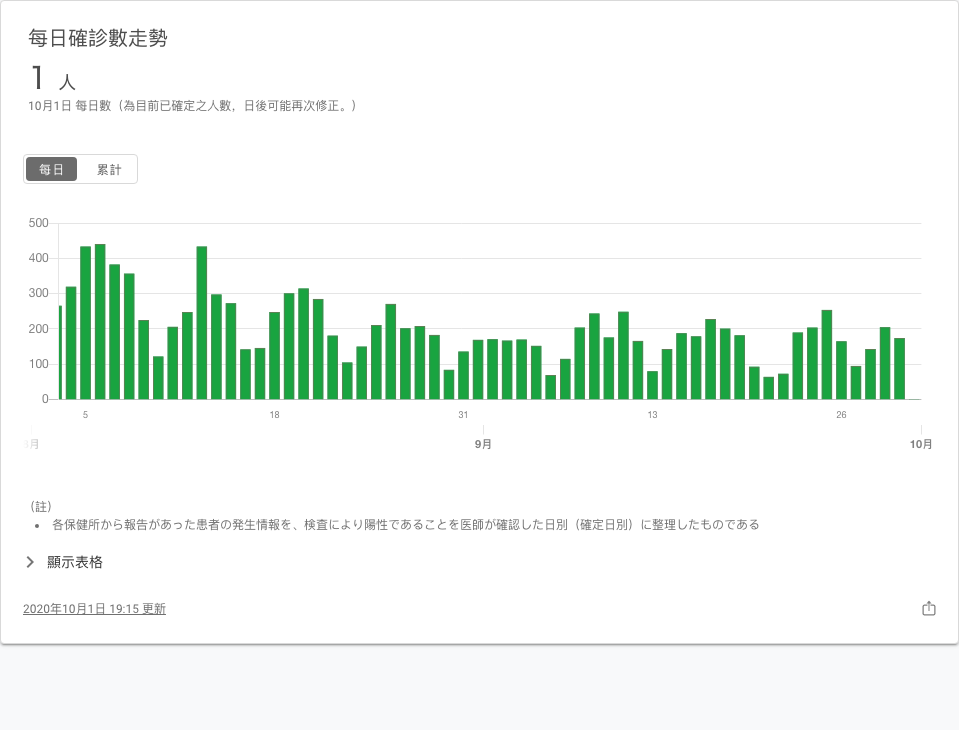 每日確診數走勢
1 人
10月1日 每日數（為目前已確定之人數，日後可能再次修正。）
每日 累計
500
400
300
200
100
0
5 18 31 13 26
月 9月 10月
（註）
• 各保健所から報告があった患者の発生情報を、検査により陽性であることを医師が確認した日別（確定日別）に整理したものである
顯示表格
2020年10月1日 19:15 更新